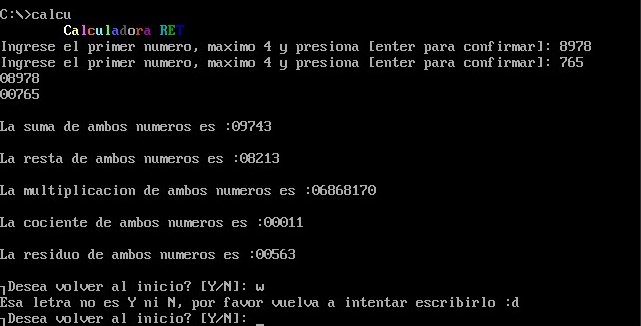 C:\>calcu
Calculadora RET
Ingrese el primer numero, maximo 4 y presiona [enter para confirmar]: 8978
Ingrese el primer numero, maximo 4 y presiona [enter para confirmar]: 765
08978
00765
La suma de ambos numeros es :09743
La resta de ambos numeros es :08213
La multiplicacion de ambos numeros es :06868170
La cociente de ambos numeros es :00011
La residuo de ambos numeros es :00563
┐Desea volver al inicio? [Y/N]: w
Esa letra no es Y ni N, por favor vuelva a intentar escribirlo :d
┐Desea volver al inicio? [Y/N]: _